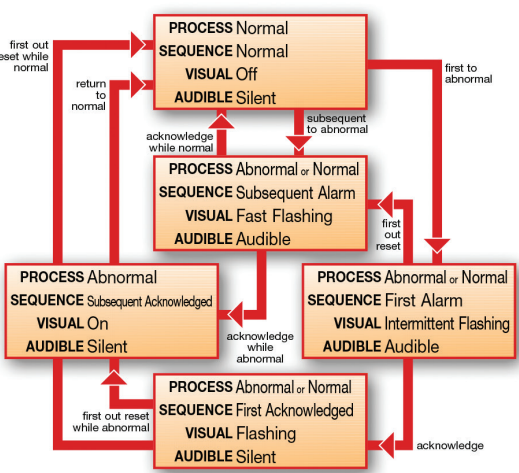 PROCESS Normal
SEQUENCE Normal
VISUAL Off
AUDIBLE Silent
first out
eset while
normal
return
to
normal
first to
abnormal
acknowledge
while normal
subsequent
to abnormal
PROCESS Abnormal or Normal
SEQUENCE Subsequent Alarm
VISUAL Fast Flashing
AUDIBLE Audible
first
out
reset
PROCESS Abnormal
SEQUENCE Subsequent Acknowledged
VISUAL On
AUDIBLE Silent
PROCESS Abnormal or Normal
SEQUENCE First Alarm
VISUAL Intermittent Flashing
AUDIBLE Audible
acknowledge
while
abnormal
PROCESS Abnormal or Normal
SEQUENCE First Acknowledged
VISUAL Flashing
AUDIBLE Silent
first out reset
while abnormal
acknowledge